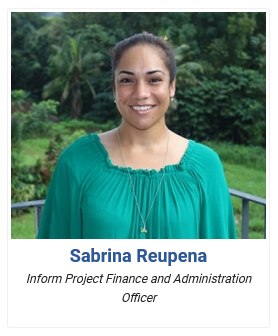 Sabrina Reupena
Inform Project Finance and Administration
Officer